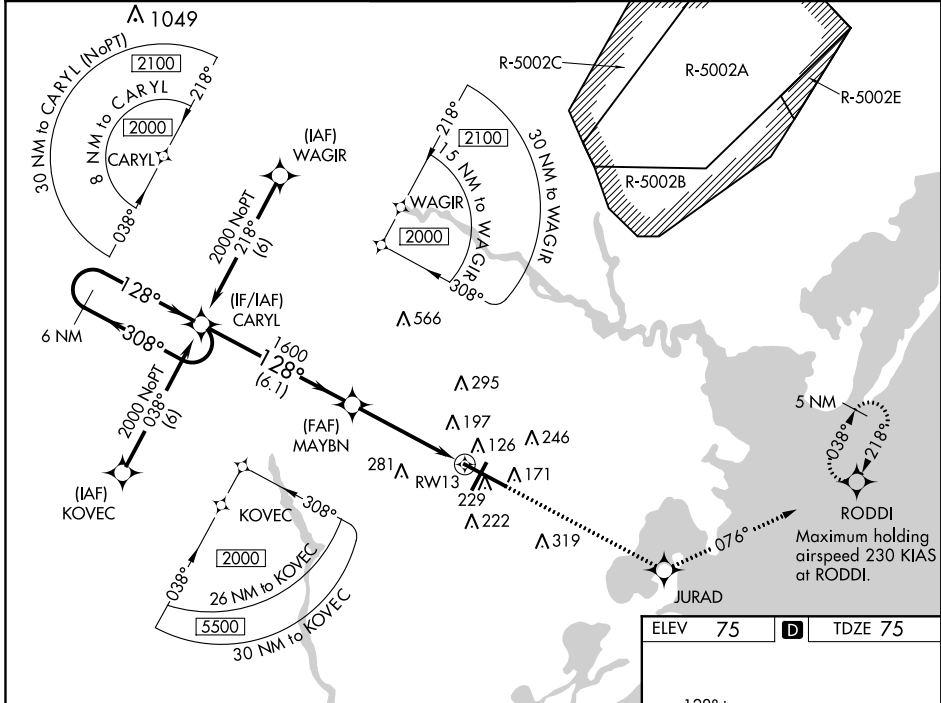 1049
30 NM to CARYL (NoPT)
2100
8 NM to CARYL
218°
2000
CARYL
038°
(IAF)
WAGIR
2000 NoPT
218°
(6)
218°
2100
30 NM to WAGIR
15 NM to WAGIR
WAGIR
2000
308°
R-5002C
R-5002A
R-5002E
R-5002B
128°
6 NM
308°
(IF/IAF)
CARYL
566
1600
128°
(6.1)
2000 NoPT
038°
(6)
(IAF)
KOVEC
(FAF)
MAYBN
295
197
126
246
281
RW13
171
229
222
319
5 NM
038°
218°
RODDI
Maximum holding
airspeed 230 KIAS
at RODDI.
076°
JURAD
308°
KOVEC
038°
2000
26 NM to KOVEC
5500
30 NM to KOVEC
ELEV 75 D TDZE 75